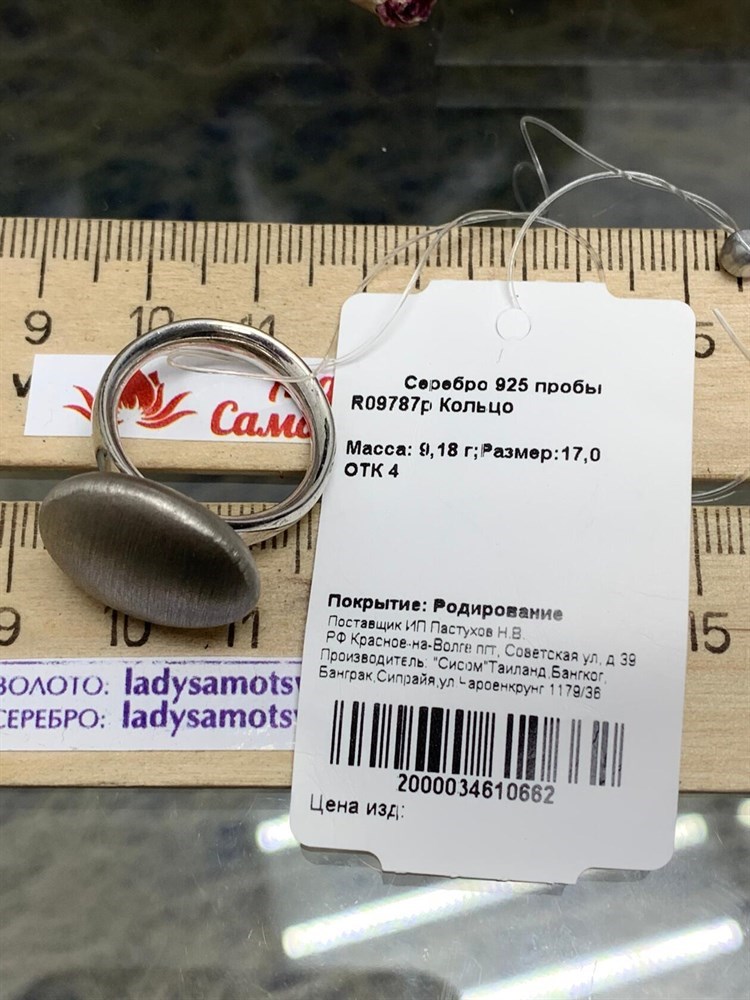 9 10 11
Само
Серебро 925 пробы
R09787р Кольцо
Масса: 9,18 г;Размер:17,0
ОТК 4
Покрытие: Родирование
Поставщик ИП Пастухов Н.В.
РФ Красное-на-Волге пгт, Советская ул, д 39
Производитель: "Сисом"Таиланд,Бангког,
Банграк,Сипрайя,ул Чароенкрунг 1179/36
2000034610662
Цена изд:
5
9 10 11
15
ЗОЛОТО: ladysamotsv
СЕРЕБРО: ladysamotsv